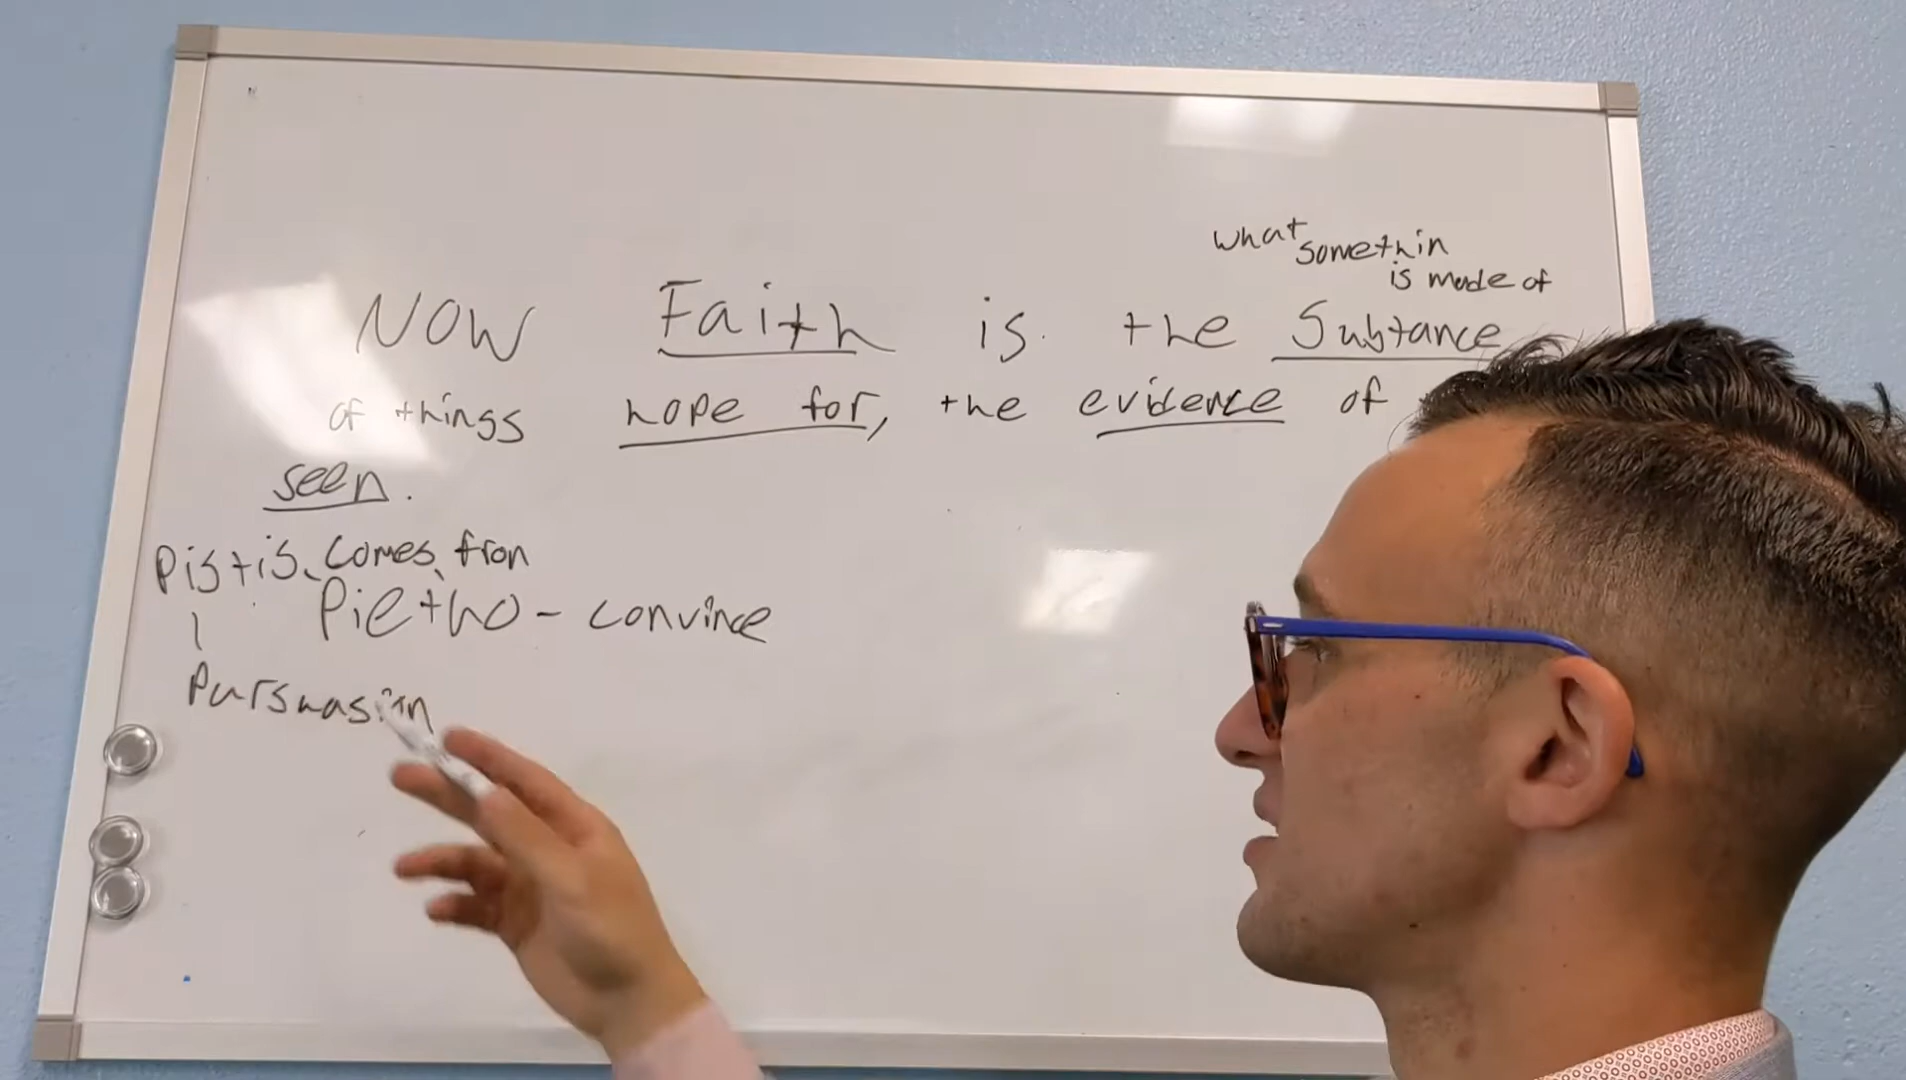 what
somethin
is made of
NOW Faith is the Substance
of things hope for, the evidence of
seen.
Pistis comes from
Pietho - convince
Pursuasion